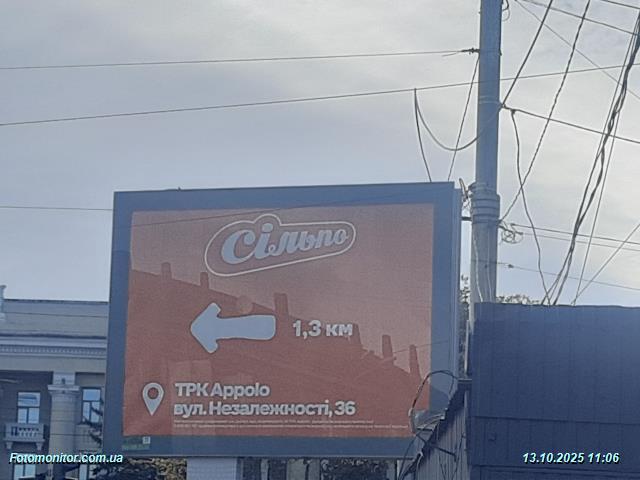 Сільпо
1,3 км
ТРК Appolo
вул. Незалежності, 36
Fotomonitor.com.ua
13.10.2025 11:06